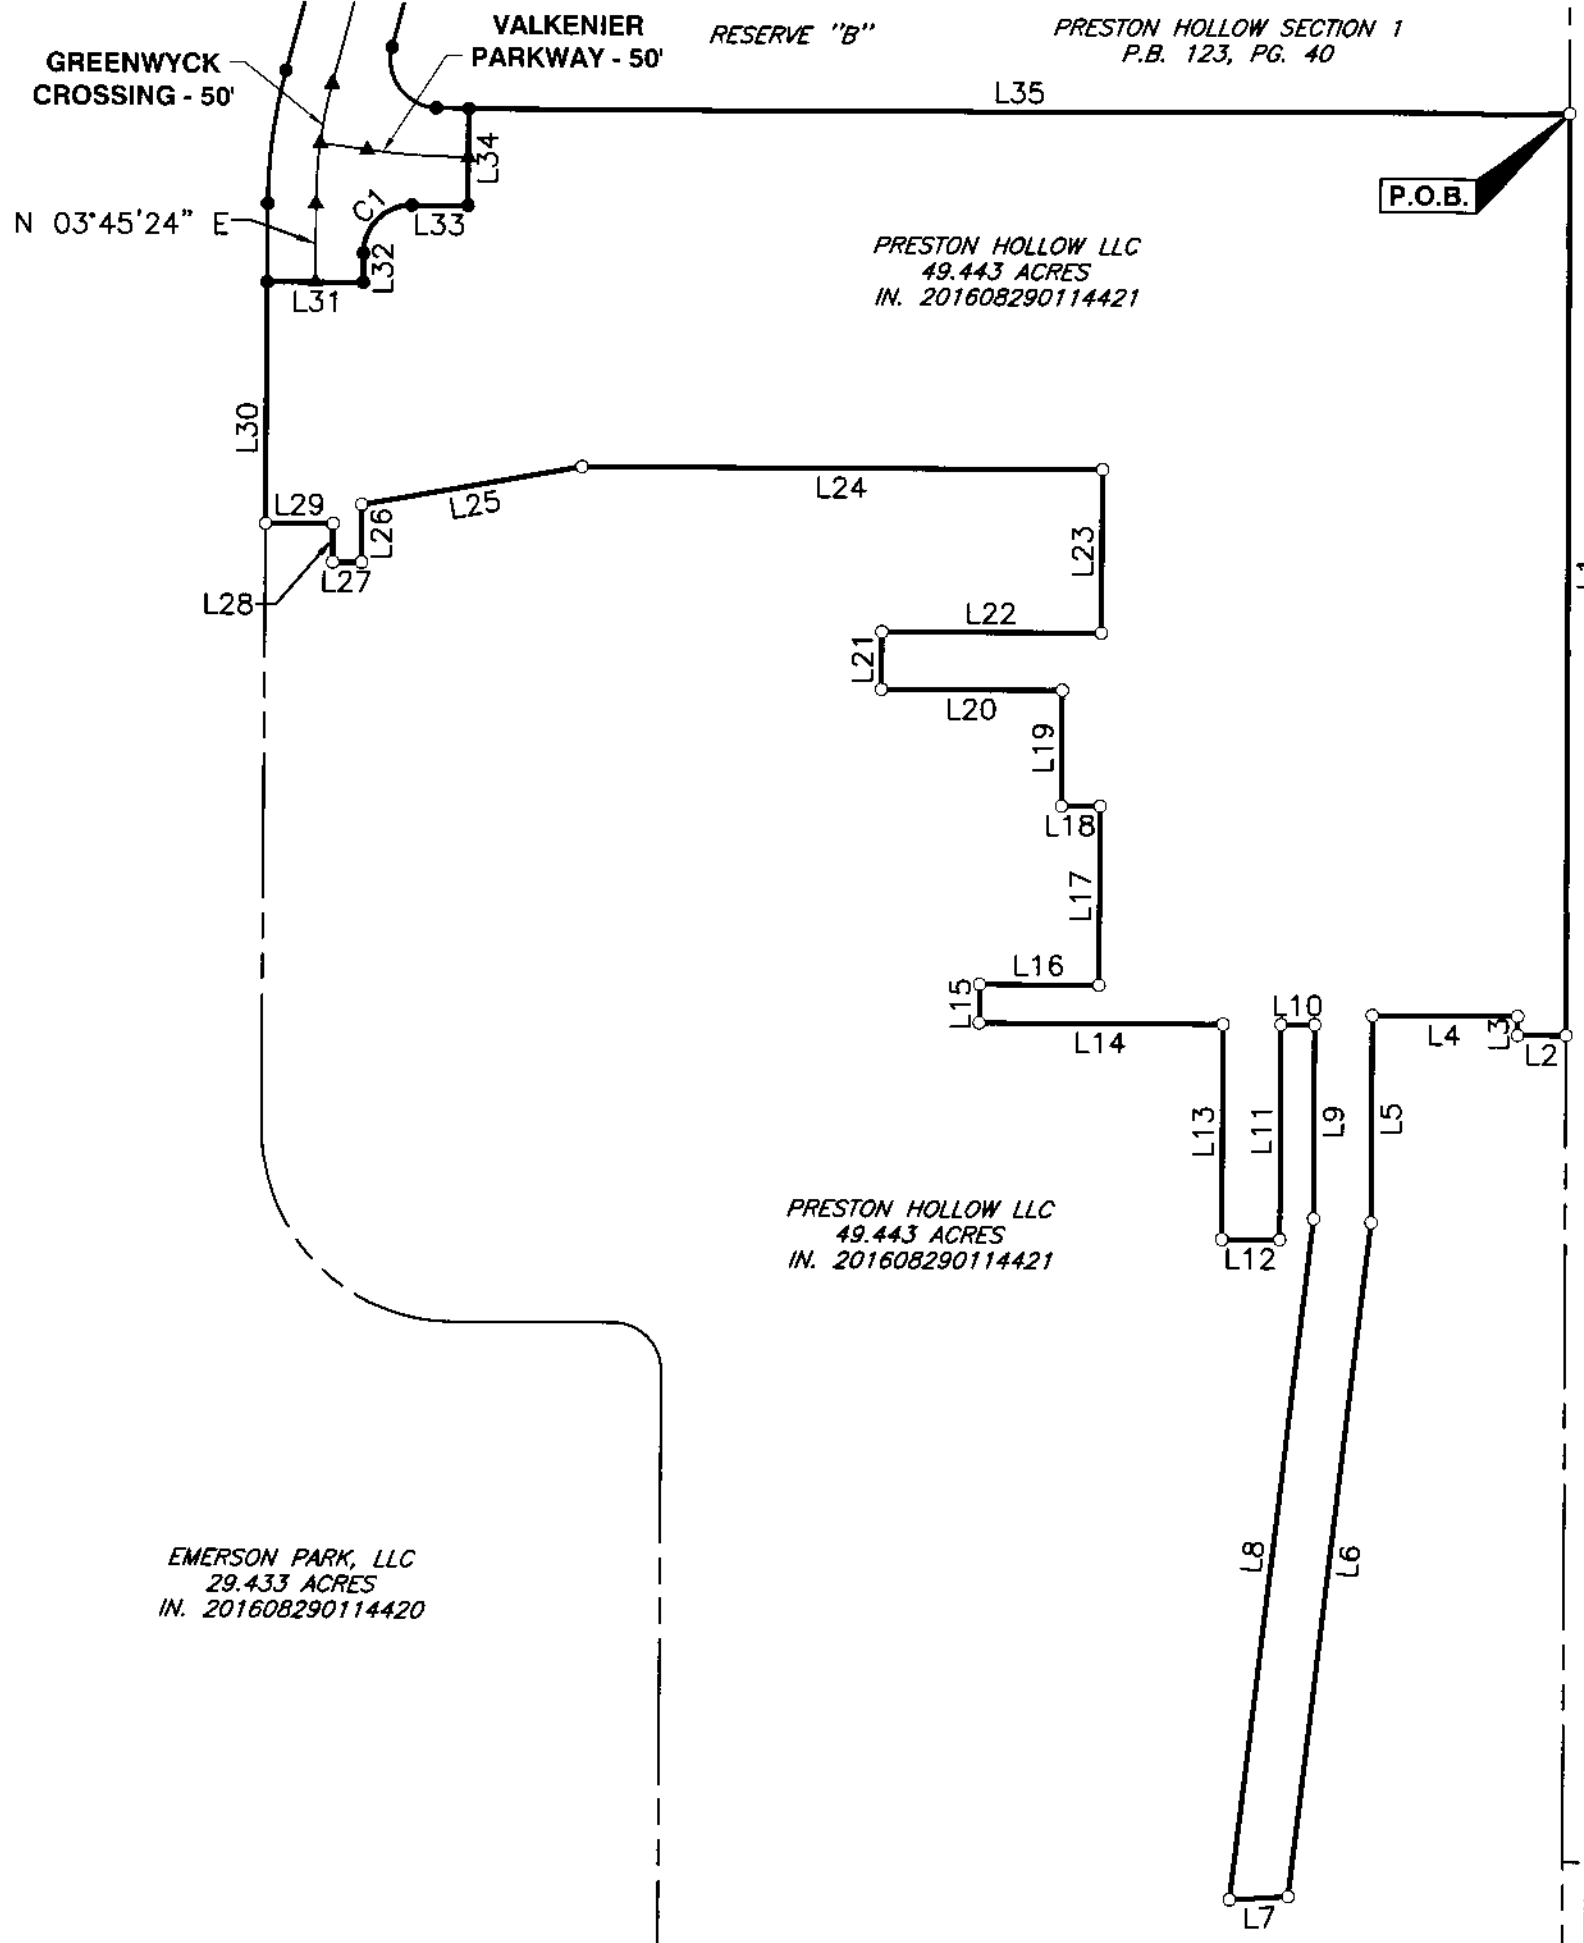 VALKENIER
PARKWAY - 50'
RESERVE "B"
PRESTON HOLLOW SECTION 1
P.B. 123, PG. 40
GREENWYCK
CROSSING - 50'
L35
L34
P.O.B.
C1
L33
N 03°45'24" E
L32
L31
PRESTON HOLLOW LLC
49.443 ACRES
IN. 201608290114421
L30
L29
L25
L24
L26
L23
L1
L27
L28
L22
L21
L20
L19
L18
L17
L16
L15
L14
L10
L4
L3
L2
L13
L11
L9
L5
L12
PRESTON HOLLOW LLC
49.443 ACRES
IN. 201608290114421
L8
L6
EMERSON PARK, LLC
29.433 ACRES
IN. 201608290114420
L7